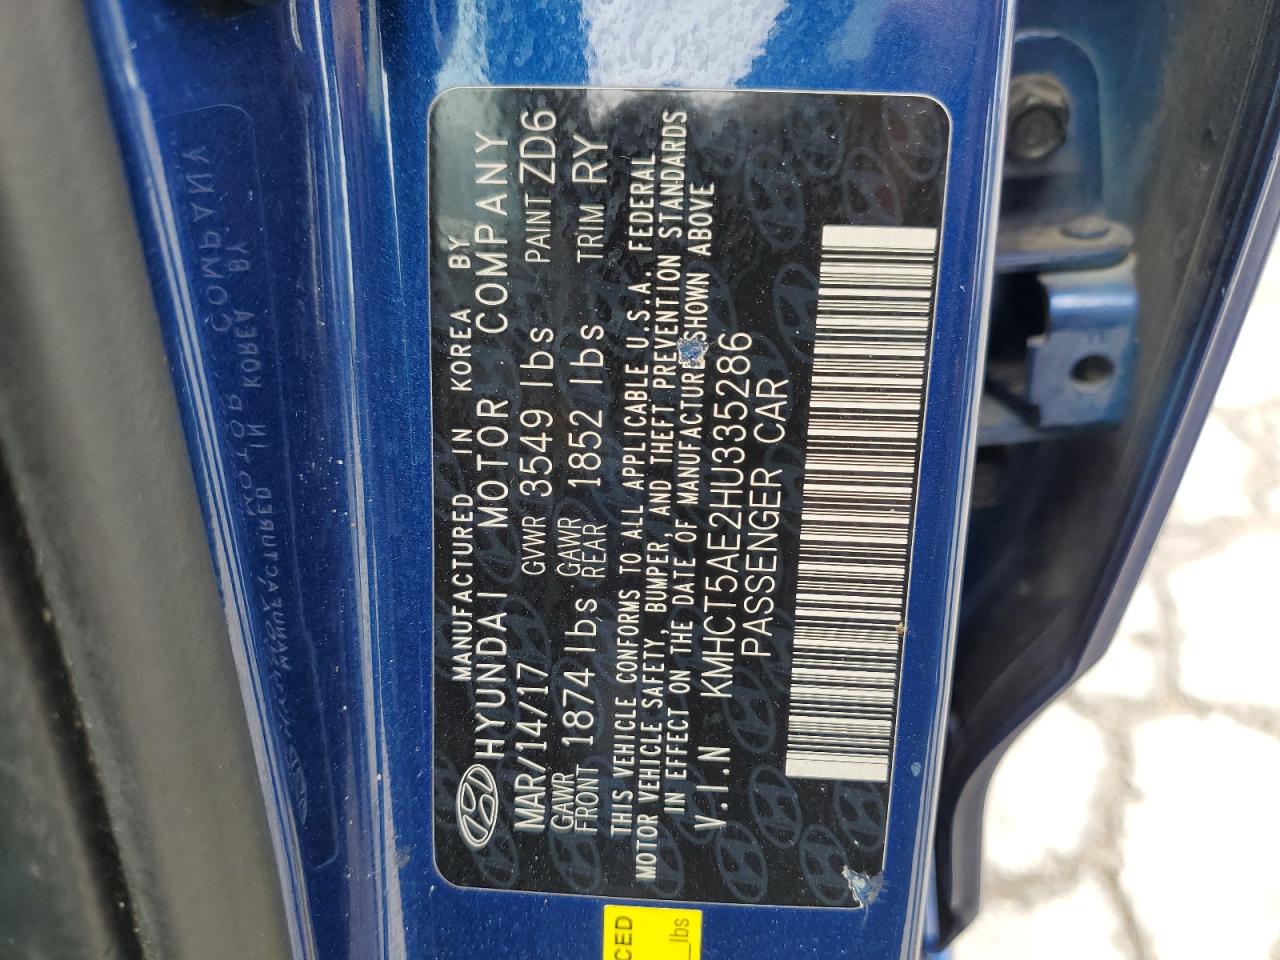 MANUFACTURED IN KOREA BY
HYUNDAI MOTOR COMPANY
MAR/14/17 GVWR 3549 lbs PAINT ZD6
GAWR FRONT 1874 lbs GAWR REAR 1852 lbs TRIM RY
THIS VEHICLE CONFORMS TO ALL APPLICABLE U.S.A. FEDERAL
MOTOR VEHICLE SAFETY, BUMPER, AND THEFT PREVENTION STANDARDS
IN EFFECT ON THE DATE OF MANUFACTURE SHOWN ABOVE
V.I.N KMHCT5AE2HU335286
PASSENGER CAR
CED
lbs